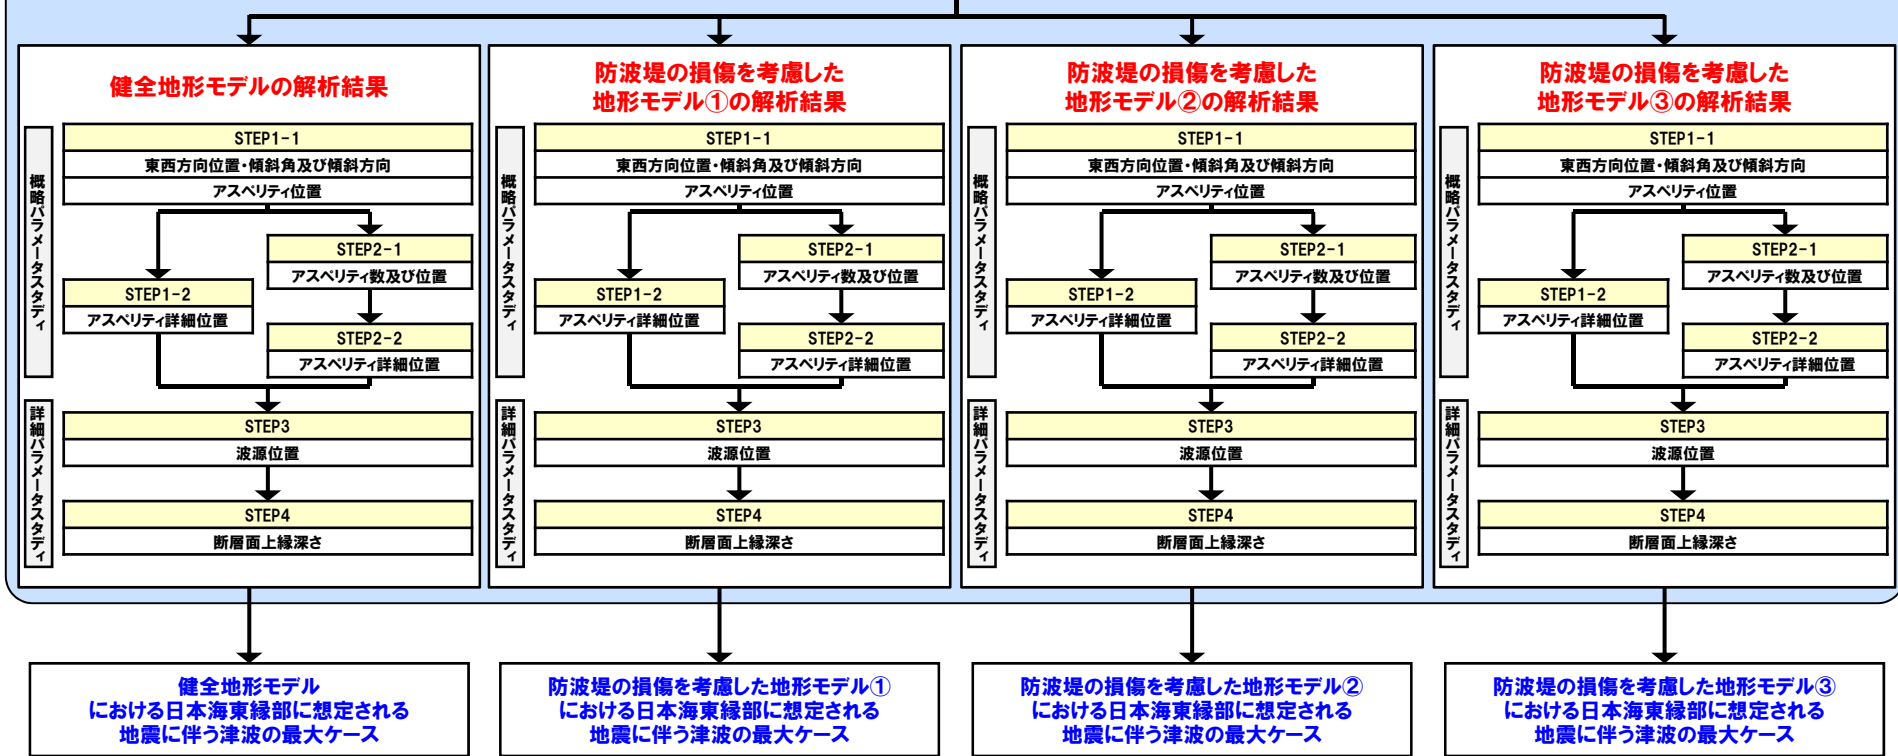 健全地形モデルの解析結果
概略パラメータスタディ
STEP1-1
東西方向位置・傾斜角及び傾斜方向
アスペリティ位置
STEP2-1
アスペリティ数及び位置
STEP1-2
アスペリティ詳細位置
STEP2-2
アスペリティ詳細位置
詳細パラメータスタディ
STEP3
波源位置
STEP4
断層面上縁深さ
防波堤の損傷を考慮した
地形モデル①の解析結果
概略パラメータスタディ
STEP1-1
東西方向位置・傾斜角及び傾斜方向
アスペリティ位置
STEP2-1
アスペリティ数及び位置
STEP1-2
アスペリティ詳細位置
STEP2-2
アスペリティ詳細位置
詳細パラメータスタディ
STEP3
波源位置
STEP4
断層面上縁深さ
防波堤の損傷を考慮した
地形モデル②の解析結果
概略パラメータスタディ
STEP1-1
東西方向位置・傾斜角及び傾斜方向
アスペリティ位置
STEP2-1
アスペリティ数及び位置
STEP1-2
アスペリティ詳細位置
STEP2-2
アスペリティ詳細位置
詳細パラメータスタディ
STEP3
波源位置
STEP4
断層面上縁深さ
防波堤の損傷を考慮した
地形モデル③の解析結果
概略パラメータスタディ
STEP1-1
東西方向位置・傾斜角及び傾斜方向
アスペリティ位置
STEP2-1
アスペリティ数及び位置
STEP1-2
アスペリティ詳細位置
STEP2-2
アスペリティ詳細位置
詳細パラメータスタディ
STEP3
波源位置
STEP4
断層面上縁深さ
健全地形モデル
における日本海東縁部に想定される
地震に伴う津波の最大ケース
防波堤の損傷を考慮した地形モデル①
における日本海東縁部に想定される
地震に伴う津波の最大ケース
防波堤の損傷を考慮した地形モデル②
における日本海東縁部に想定される
地震に伴う津波の最大ケース
防波堤の損傷を考慮した地形モデル③
における日本海東縁部に想定される
地震に伴う津波の最大ケース